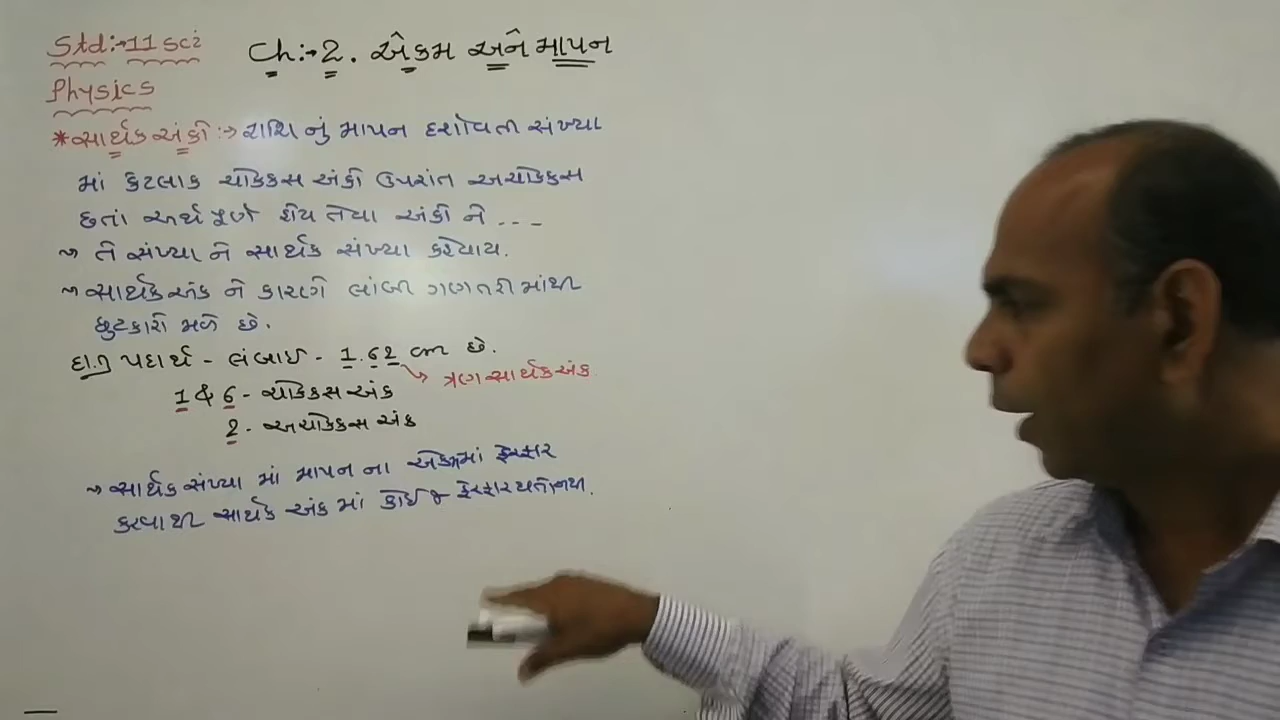 Std:→11 sci
Ch:→2. એકમ અને માપન
Physics
*સાર્થક અંકો:→ રાશિ નું માપન દર્શાવતી સંખ્યા
માં કેટલાક ચોક્કસ અંકો ઉપરાંત અચોક્કસ
છતાં અર્થ પૂર્ણ હોય તેવા અંકો ને ---
~ તે સંખ્યા ને સાર્થક સંખ્યા કહેવાય.
~ સાર્થક અંક ને કારણે લાંબી ગણતરી માંથી
છુટકારો મળે છે.
દા.ત પદાર્થ - લંબાઈ - 1.62 cm છે.
ત્રણ સાર્થક અંક
1 & 6 - ચોક્કસ અંક
2 - અચોક્કસ અંક
~ સાર્થક સંખ્યા માં માપન ના એકમમાં ફેરફાર
કરવાથી સાર્થક અંક માં કોઈ જ ફેરફાર થતો નથી.